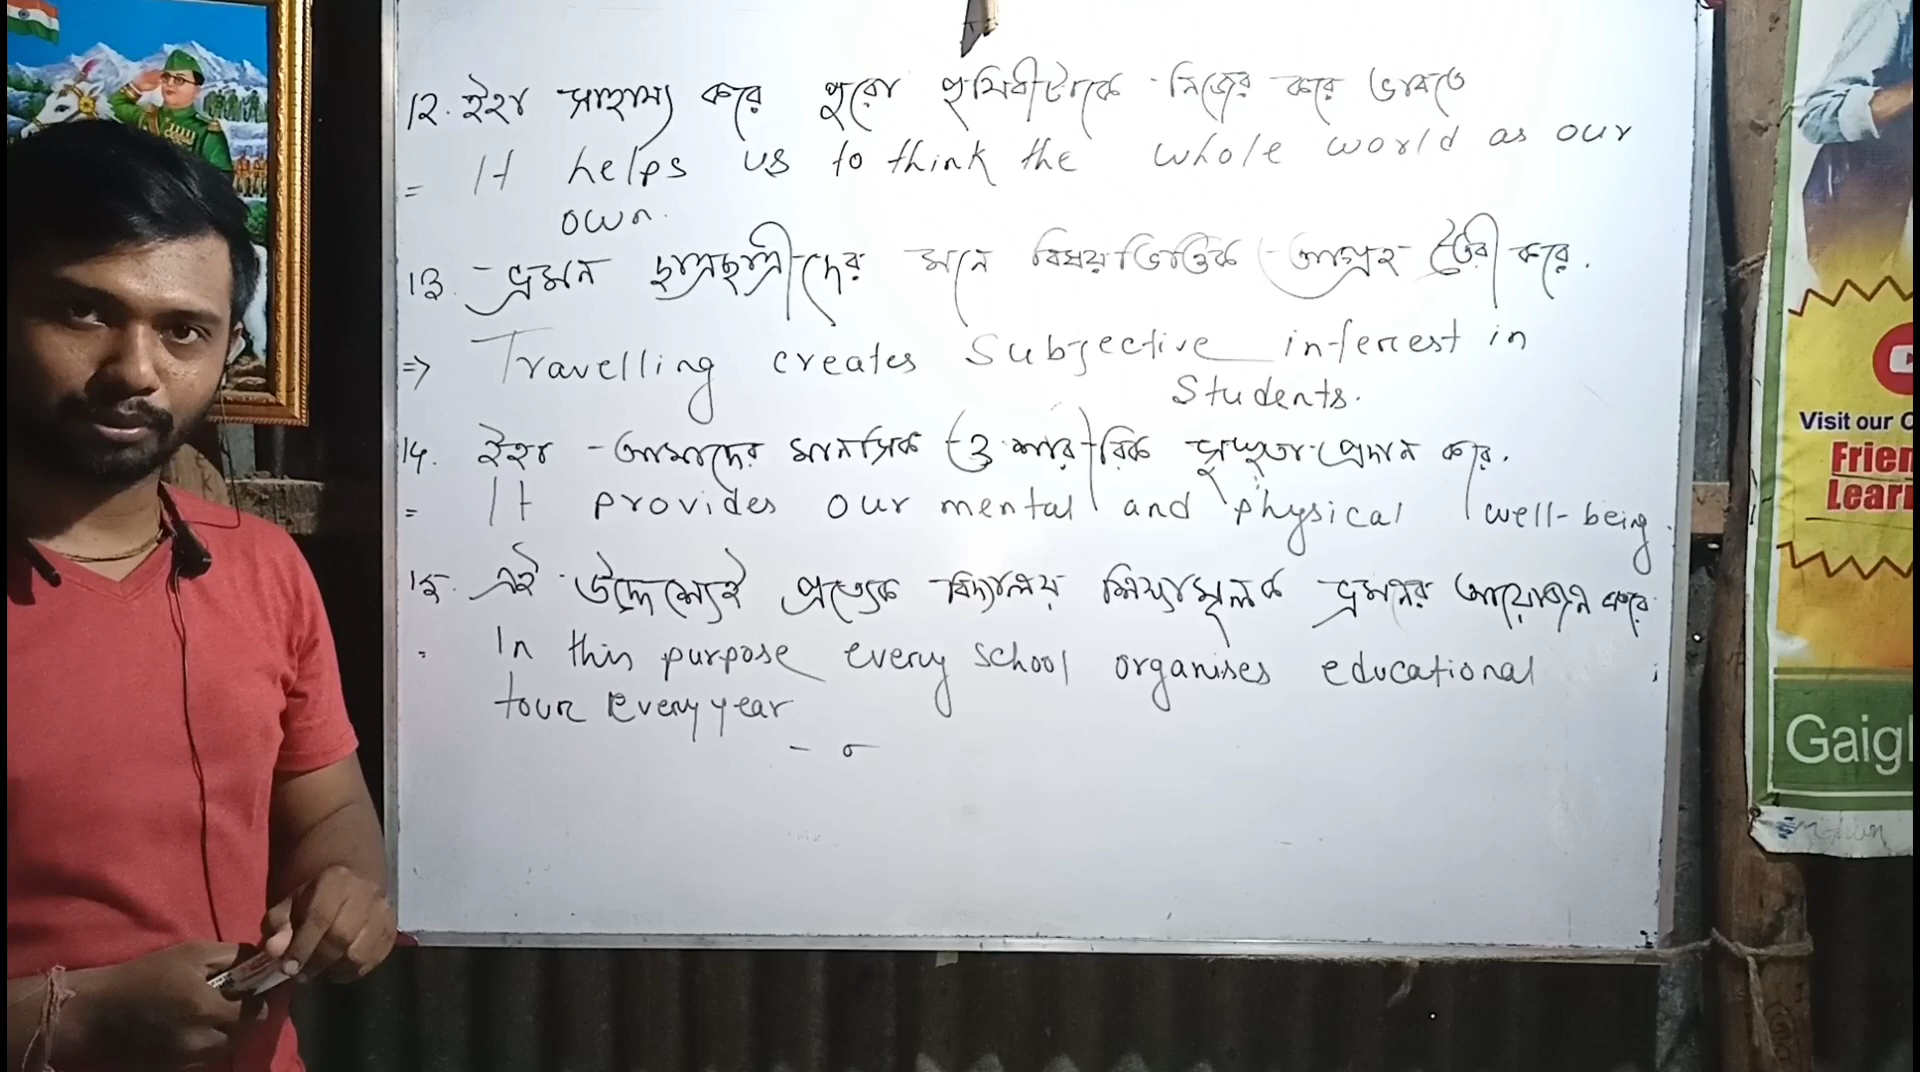 12. ইহা সাহায্য করে পুরো পৃথিবীটাকে নিজের করে ভাবতে
= It helps us to think the whole world as our
own.
13. ভ্রমন ছাত্রছাত্রীদের মনে বিষয়ভিত্তিক আগ্রহ তৈরী করে.
=> Travelling creates Subjective interest in
Students.
14. ইহা আমাদের মানসিক ও শারীরিক সুস্থতা প্রদান করে.
= It provides our mental and physical well-being.
15. এই উদ্দেশ্যেই প্রত্যেক বিদ্যালয় শিক্ষামূলক ভ্রমনের আয়োজন করে
= In this purpose every school organises educational
tour every year
Visit our
Gaig